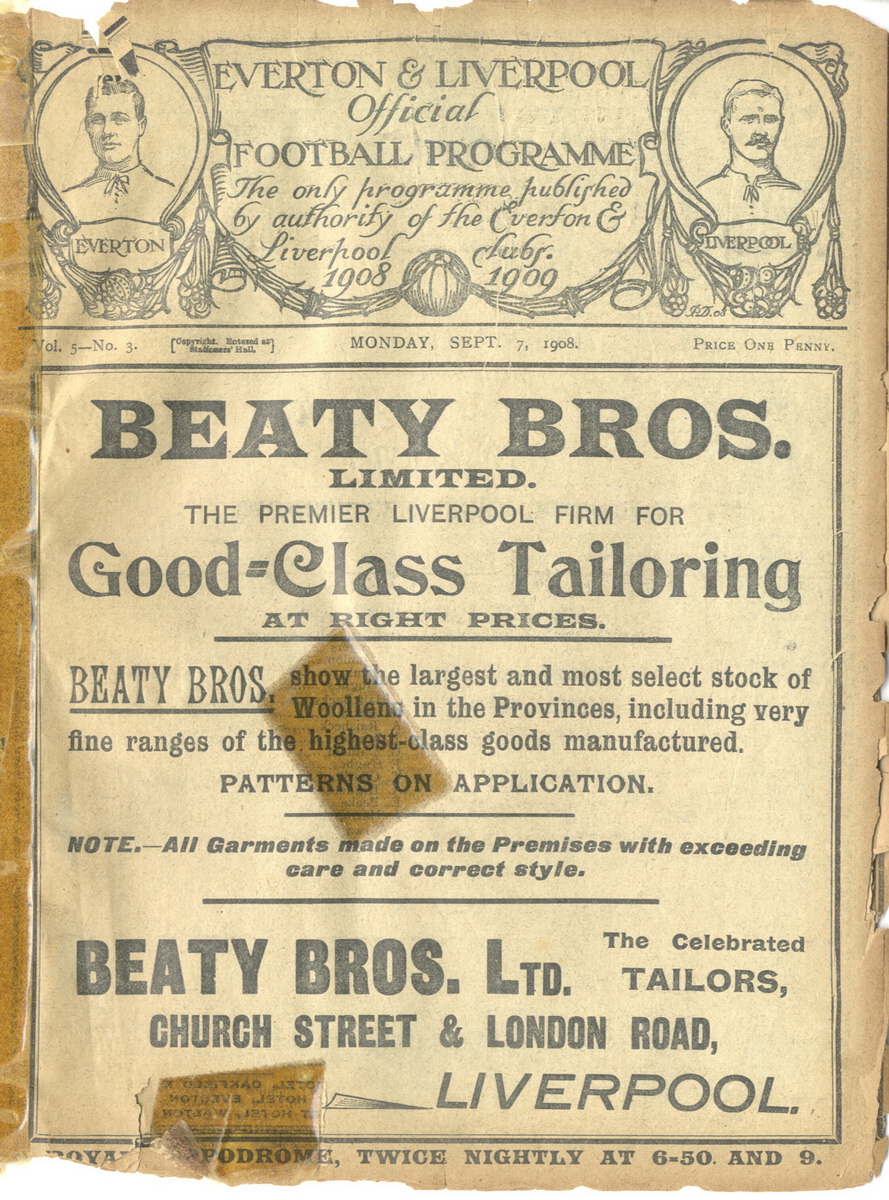 EVERTON & LIVERPOOL
Official
FOOTBALL PROGRAMME
The only programme published
by authority of the Everton &
Liverpool clubs.
1908 1909
EVERTON
LIVERPOOL
Vol. 5—No. 3.
[Copyright. Entered at
Stationers' Hall.]
MONDAY, SEPT. 7, 1908.
PRICE ONE PENNY.
BEATY BROS.
LIMITED.
THE PREMIER LIVERPOOL FIRM FOR
Good=Class Tailoring
AT RIGHT PRICES.
BEATY BROS. show the largest and most select stock of
Woollens in the Provinces, including very
fine ranges of the highest-class goods manufactured.
PATTERNS ON APPLICATION.
NOTE.—All Garments made on the Premises with exceeding
care and correct style.
BEATY BROS. LTD. The Celebrated
TAILORS,
CHURCH STREET & LONDON ROAD,
LIVERPOOL.
TWICE NIGHTLY AT 6-50. AND 9.